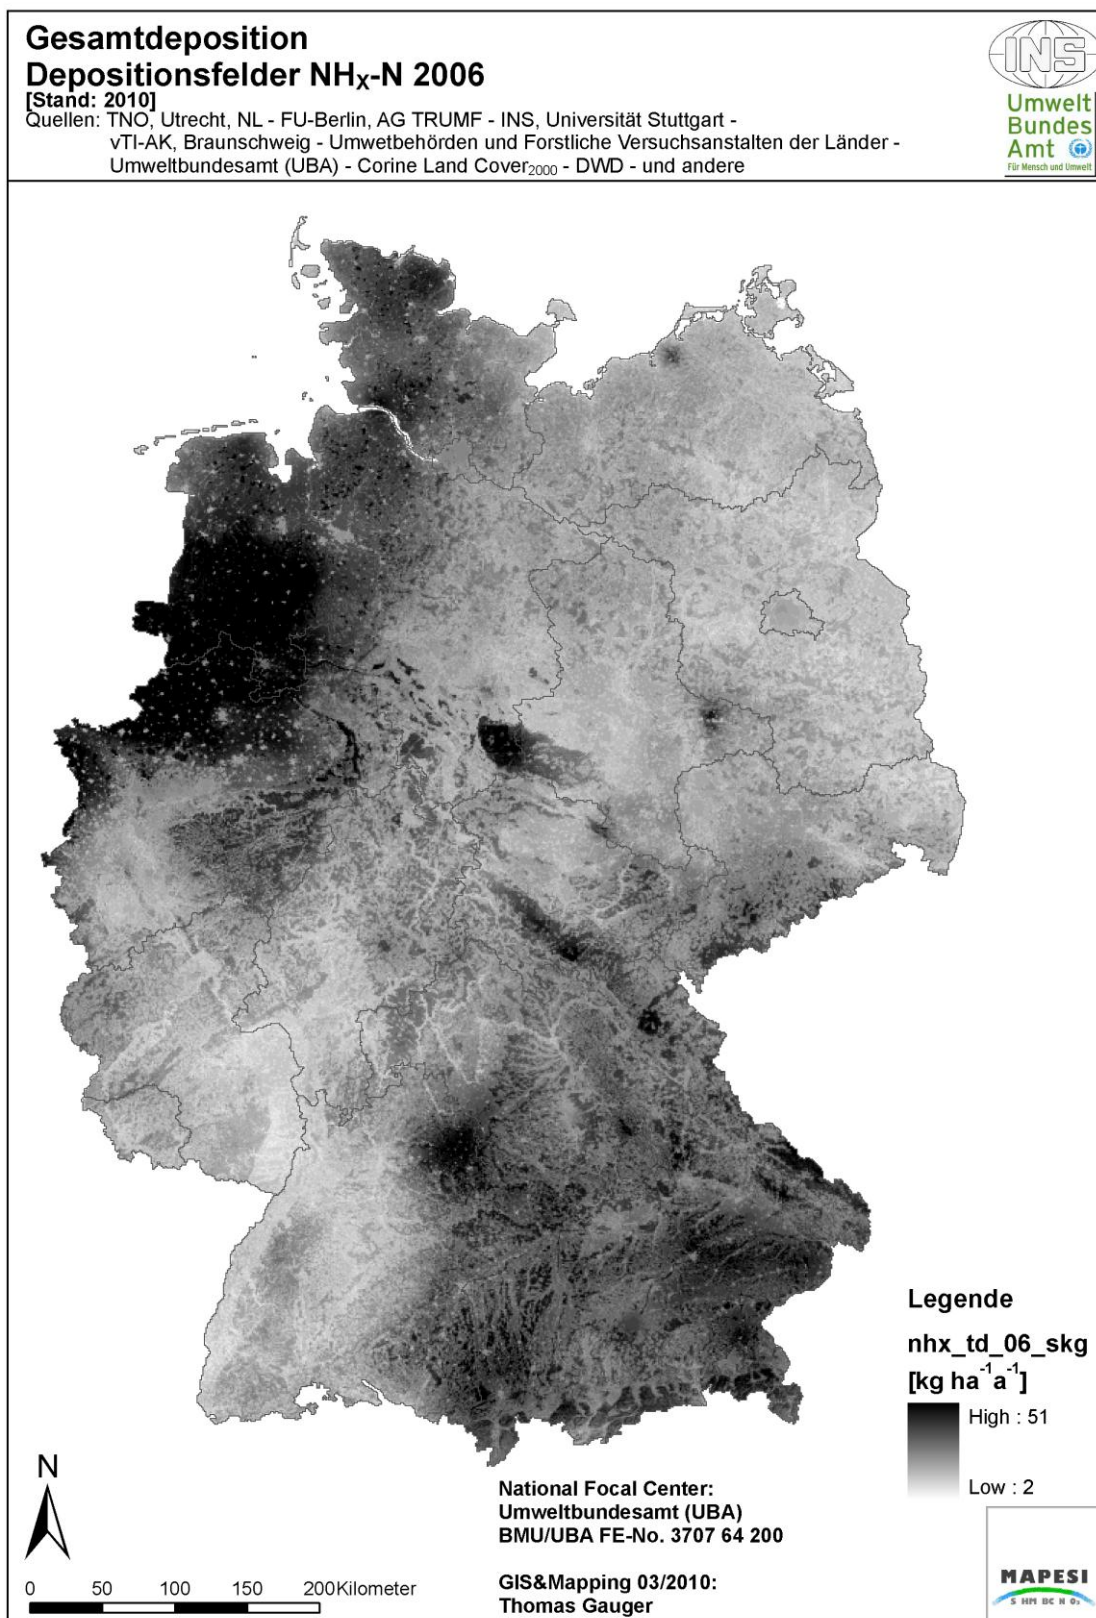 Gesamtdeposition
Depositionsfelder NHX-N 2006
[Stand: 2010]
Quellen: TNO, Utrecht, NL - FU-Berlin, AG TRUMF - INS, Universität Stuttgart -
vTI-AK, Braunschweig - Umwetbehörden und Forstliche Versuchsanstalten der Länder -
Umweltbundesamt (UBA) - Corine Land Cover2000 - DWD - und andere
INS
Umwelt
Bundes
Amt
Für Mensch und Umwelt
Legende
nhx_td_06_skg
[kg ha-1a-1]
High : 51
Low : 2
N
0 50 100 150 200Kilometer
National Focal Center:
Umweltbundesamt (UBA)
BMU/UBA FE-No. 3707 64 200
GIS&Mapping 03/2010:
Thomas Gauger
MAPESI
S HM BC N O3